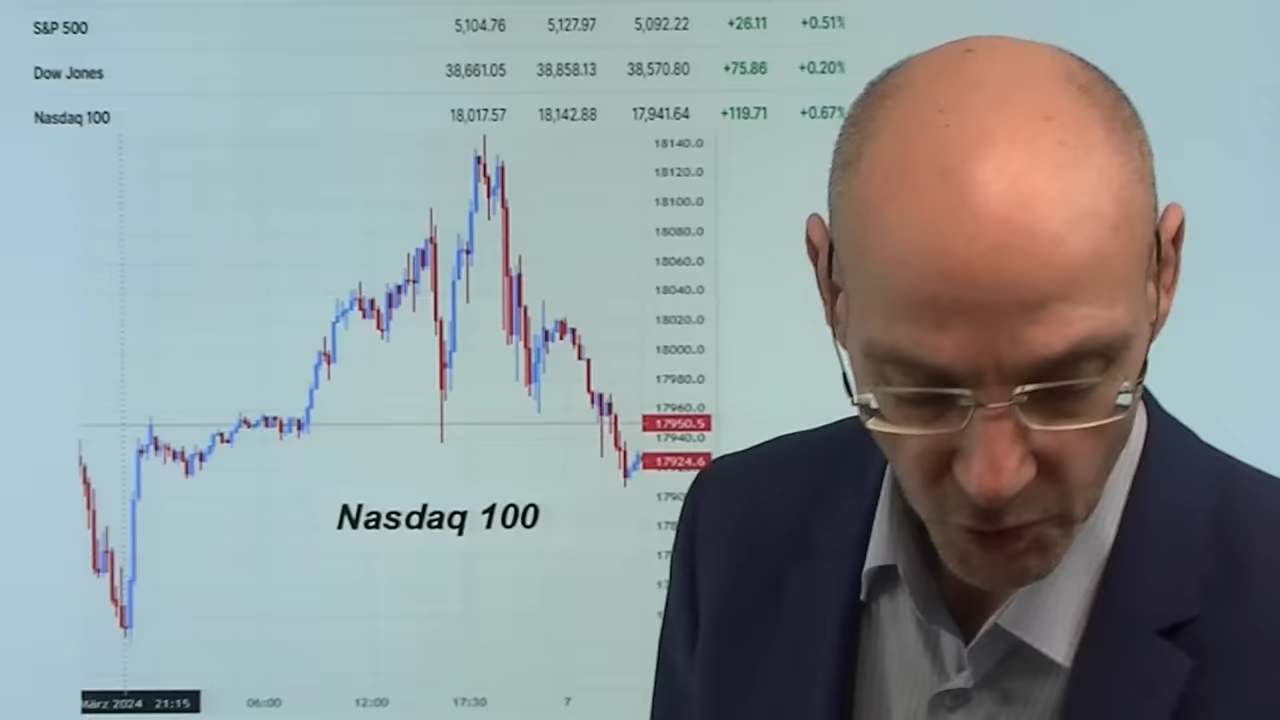 S&P 500 5,104.76 5,127.97 5,092.22 +26.11 +0.51%
Dow Jones 38,661.05 38,858.13 38,570.80 +75.86 +0.20%
Nasdaq 100 18,017.57 18,142.88 17,941.64 +119.71 +0.67%
18140.0
18120.0
18100.0
18080.0
18060.0
18040.0
18020.0
18000.0
17980.0
17960.0
17950.5
17940.0
17924.6
Nasdaq 100
März 2024 21:15 06:00 12:00 17:30 7